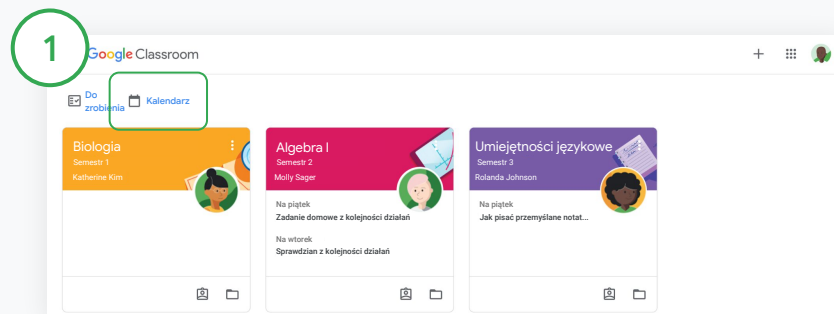 1
Google Classroom
Do
zrobienia
Kalendarz
Biologia
Semestr 1
Katherine Kim
Algebra I
Semestr 2
Molly Sager
Na piątek
Zadanie domowe z kolejności działań
Na wtorek
Sprawdzian z kolejności działań
Umiejętności językowe
Semestr 3
Rolanda Johnson
Na piątek
Jak pisać przemyślane notat...